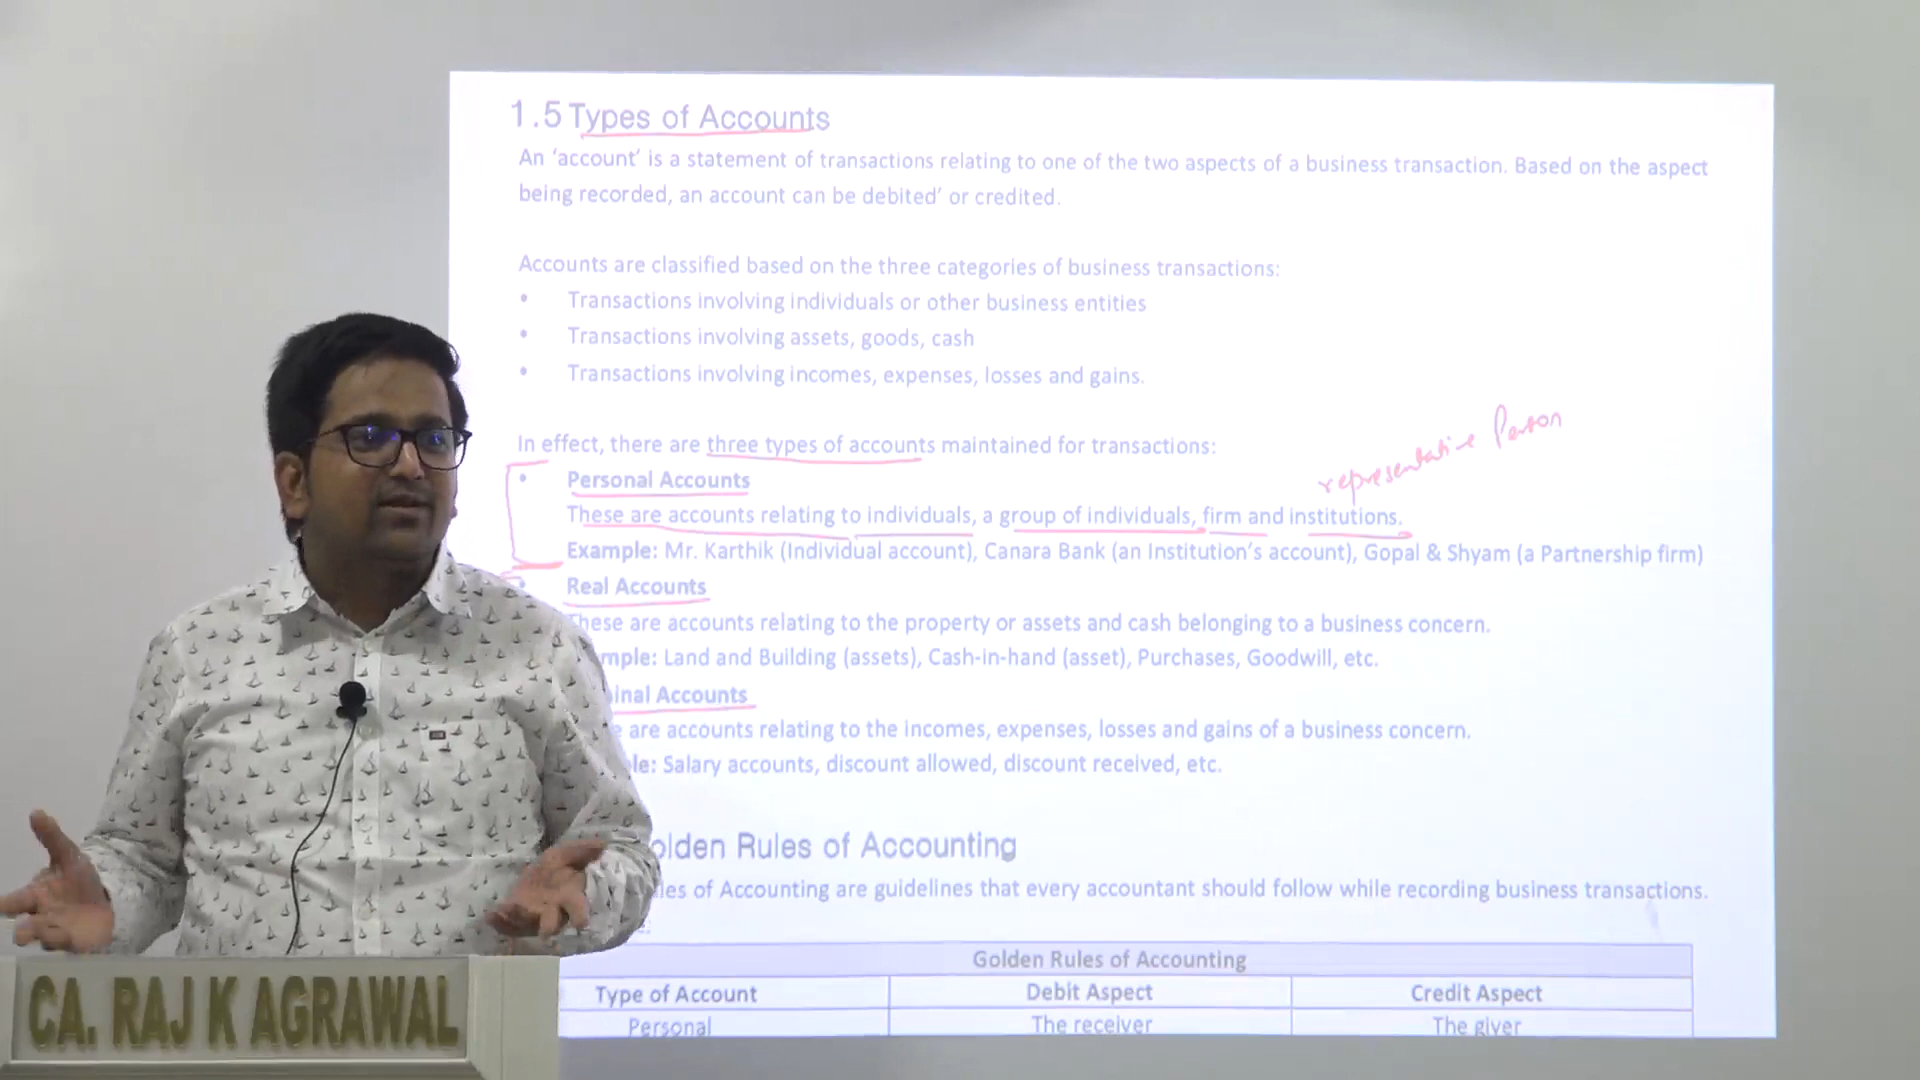 1.5 Types of Accounts
An ‘account’ is a statement of transactions relating to one of the two aspects of a business transaction. Based on the aspect
being recorded, an account can be debited’ or credited.
Accounts are classified based on the three categories of business transactions:
• Transactions involving individuals or other business entities
• Transactions involving assets, goods, cash
• Transactions involving incomes, expenses, losses and gains.
In effect, there are three types of accounts maintained for transactions:
representative Person
• Personal Accounts
These are accounts relating to individuals, a group of individuals, firm and institutions.
Example: Mr. Karthik (Individual account), Canara Bank (an Institution’s account), Gopal & Shyam (a Partnership firm)
• Real Accounts
These are accounts relating to the property or assets and cash belonging to a business concern.
mple: Land and Building (assets), Cash-in-hand (asset), Purchases, Goodwill, etc.
inal Accounts
e are accounts relating to the incomes, expenses, losses and gains of a business concern.
le: Salary accounts, discount allowed, discount received, etc.
olden Rules of Accounting
les of Accounting are guidelines that every accountant should follow while recording business transactions.
Golden Rules of Accounting
Type of Account Debit Aspect Credit Aspect
Personal The receiver The giver
CA. RAJ K AGRAWAL